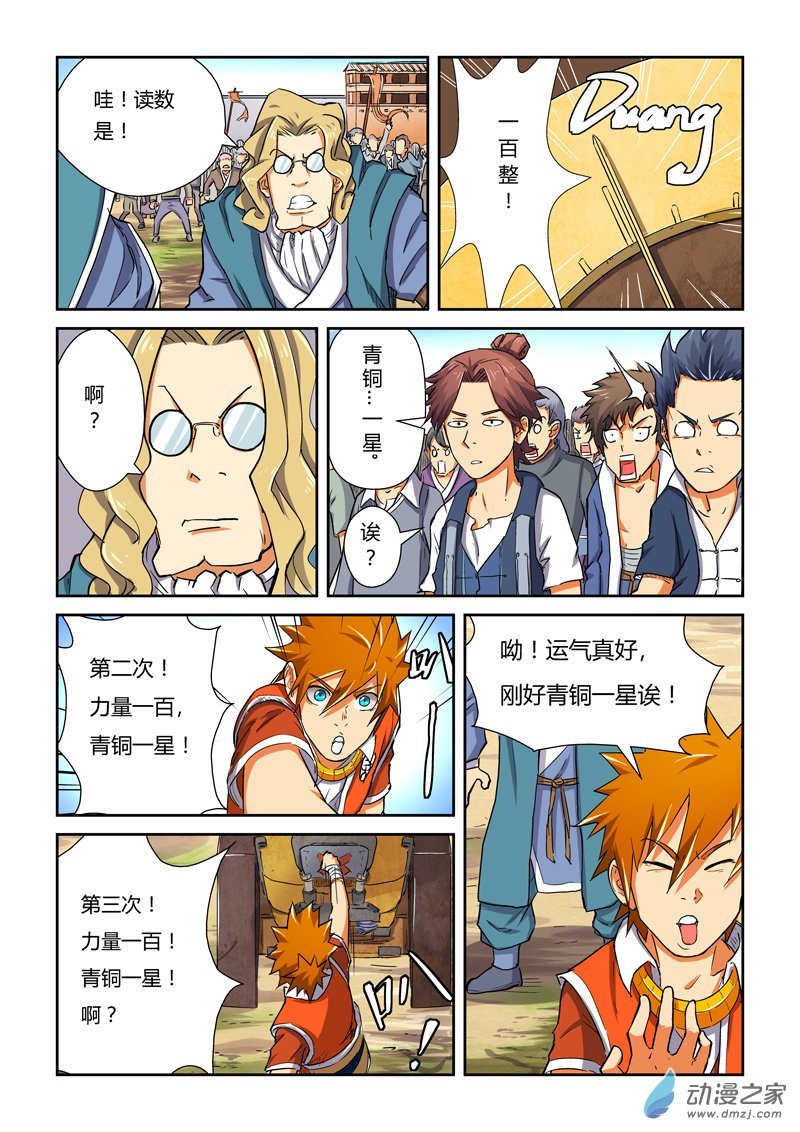 哇！读数
是！
一百整！
Duang
啊？
青铜…一星。
诶？
第二次！
力量一百，
青铜一星！
呦！运气真好，
刚好青铜一星诶！
第三次！
力量一百！
青铜一星！
啊？
动漫之家
www.dmzj.com